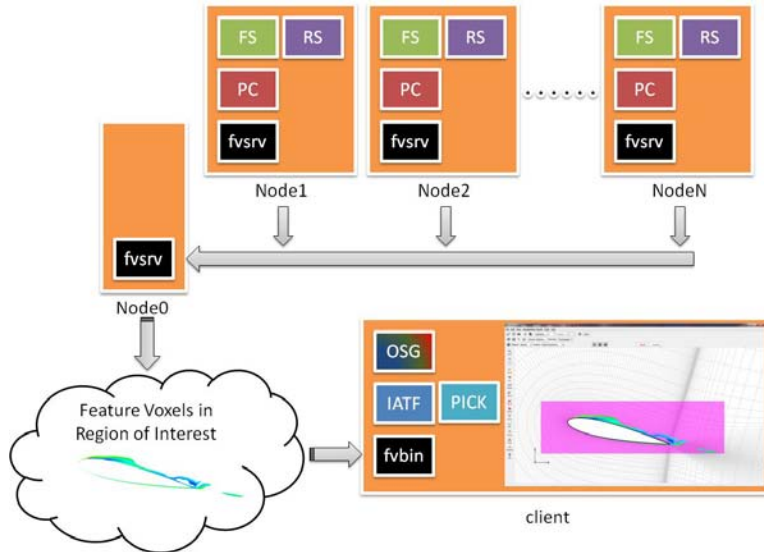 FS RS FS RS FS RS
PC PC PC
fvsrv fvsrv fvsrv
Node1 Node2 NodeN
fvsrv
Node0
OSG
IATF PICK
fvbin
Feature Voxels in
Region of Interest
client